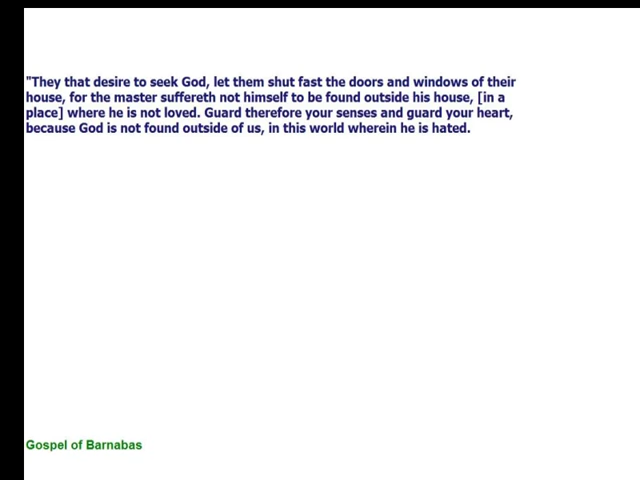 "They that desire to seek God, let them shut fast the doors and windows of their
house, for the master suffereth not himself to be found outside his house, [in a
place] where he is not loved. Guard therefore your senses and guard your heart,
because God is not found outside of us, in this world wherein he is hated.
Gospel of Barnabas